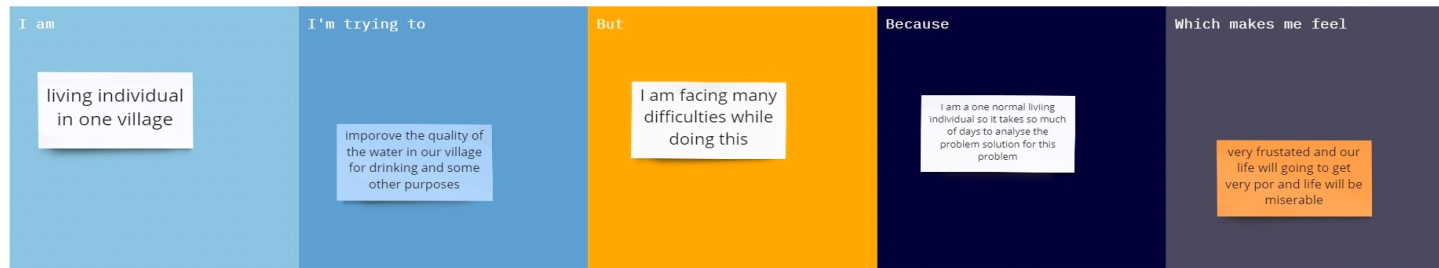 I am
living individual
in one village
I'm trying to
imporove the quality of
the water in our village
for drinking and some
other purposes
But
I am facing many
difficulties while
doing this
Because
I am a one normal liviing
individual so it takes so much
of days to analyse the
problem solution for this
problem
Which makes me feel
very frustated and our
life will going to get
very por and life will be
miserable